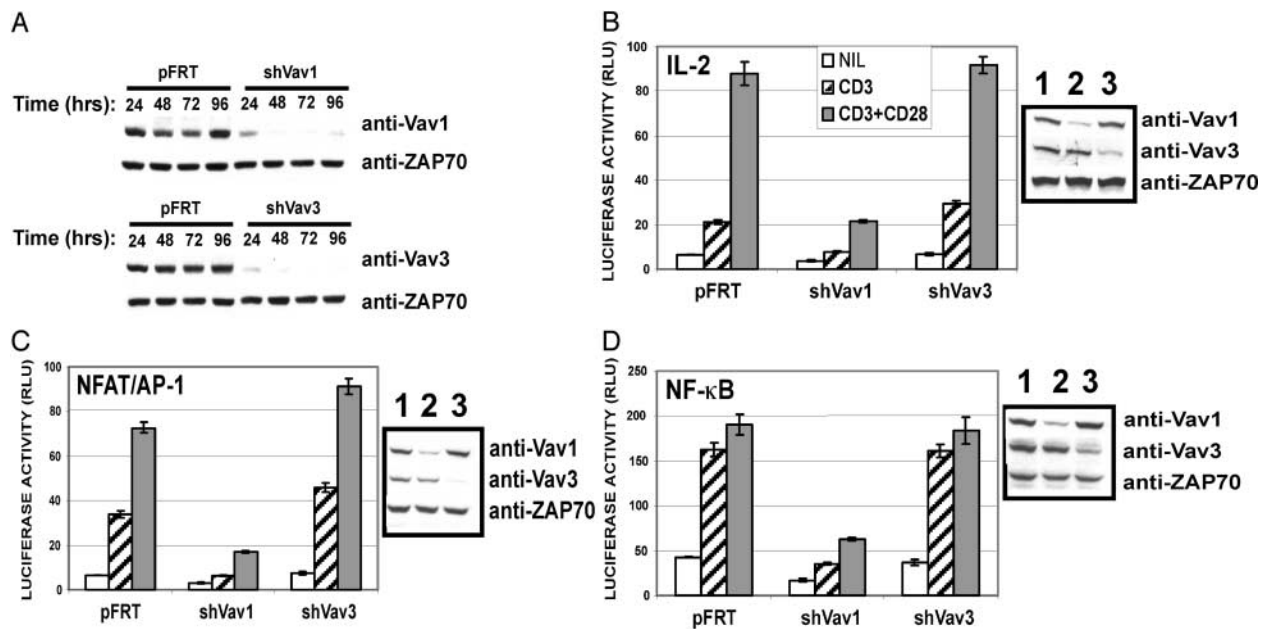 A
pFRT shVav1
Time (hrs): 24 48 72 96 24 48 72 96
anti-Vav1
anti-ZAP70
pFRT shVav3
Time (hrs): 24 48 72 96 24 48 72 96
anti-Vav3
anti-ZAP70
B
LUCIFERASE ACTIVITY (RLU)
100
80
60
40
20
0
IL-2
NIL
CD3
CD3+CD28
pFRT shVav1 shVav3
1 2 3
anti-Vav1
anti-Vav3
anti-ZAP70
C
LUCIFERASE ACTIVITY (RLU)
100
80
60
40
20
0
NFAT/AP-1
pFRT shVav1 shVav3
1 2 3
anti-Vav1
anti-Vav3
anti-ZAP70
D
LUCIFERASE ACTIVITY (RLU)
250
200
150
100
50
0
NF-κB
pFRT shVav1 shVav3
1 2 3
anti-Vav1
anti-Vav3
anti-ZAP70